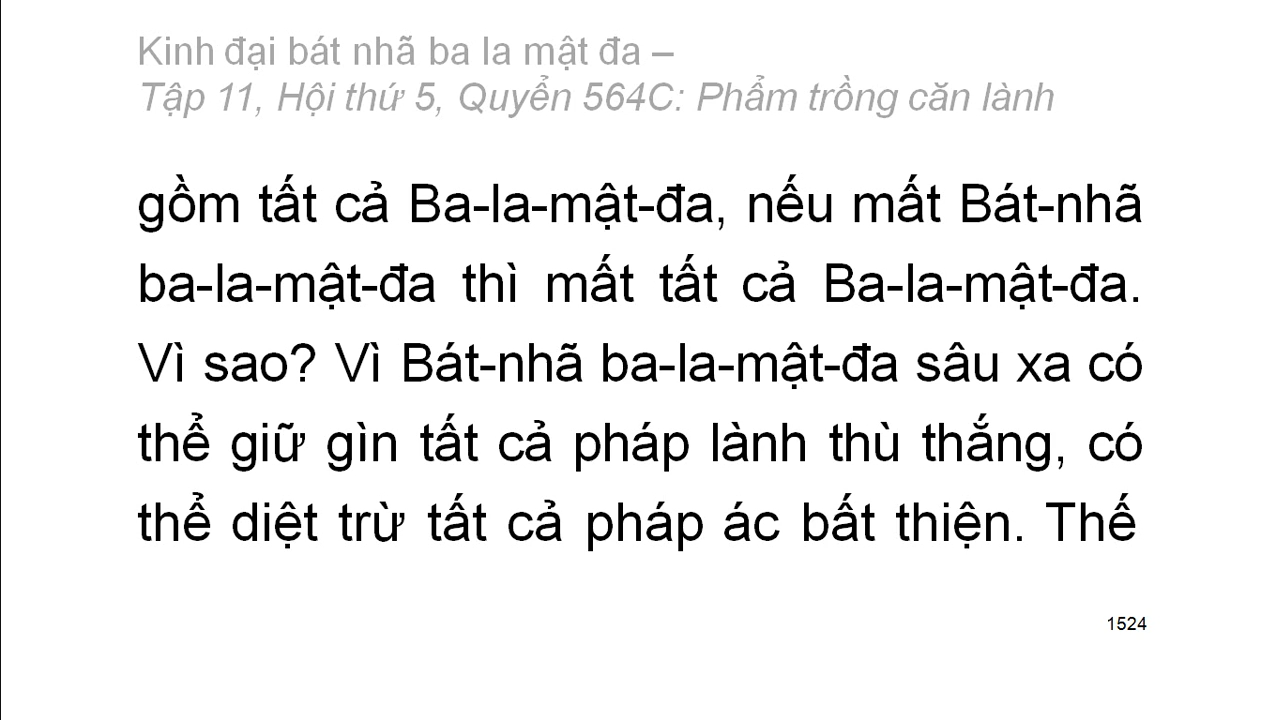 Kinh đại bát nhã ba la mật đa –
Tập 11, Hội thứ 5, Quyển 564C: Phẩm trồng căn lành
gồm tất cả Ba-la-mật-đa, nếu mất Bát-nhã
ba-la-mật-đa thì mất tất cả Ba-la-mật-đa.
Vì sao? Vì Bát-nhã ba-la-mật-đa sâu xa có
thể giữ gìn tất cả pháp lành thù thắng, có
thể diệt trừ tất cả pháp ác bất thiện. Thế
1524